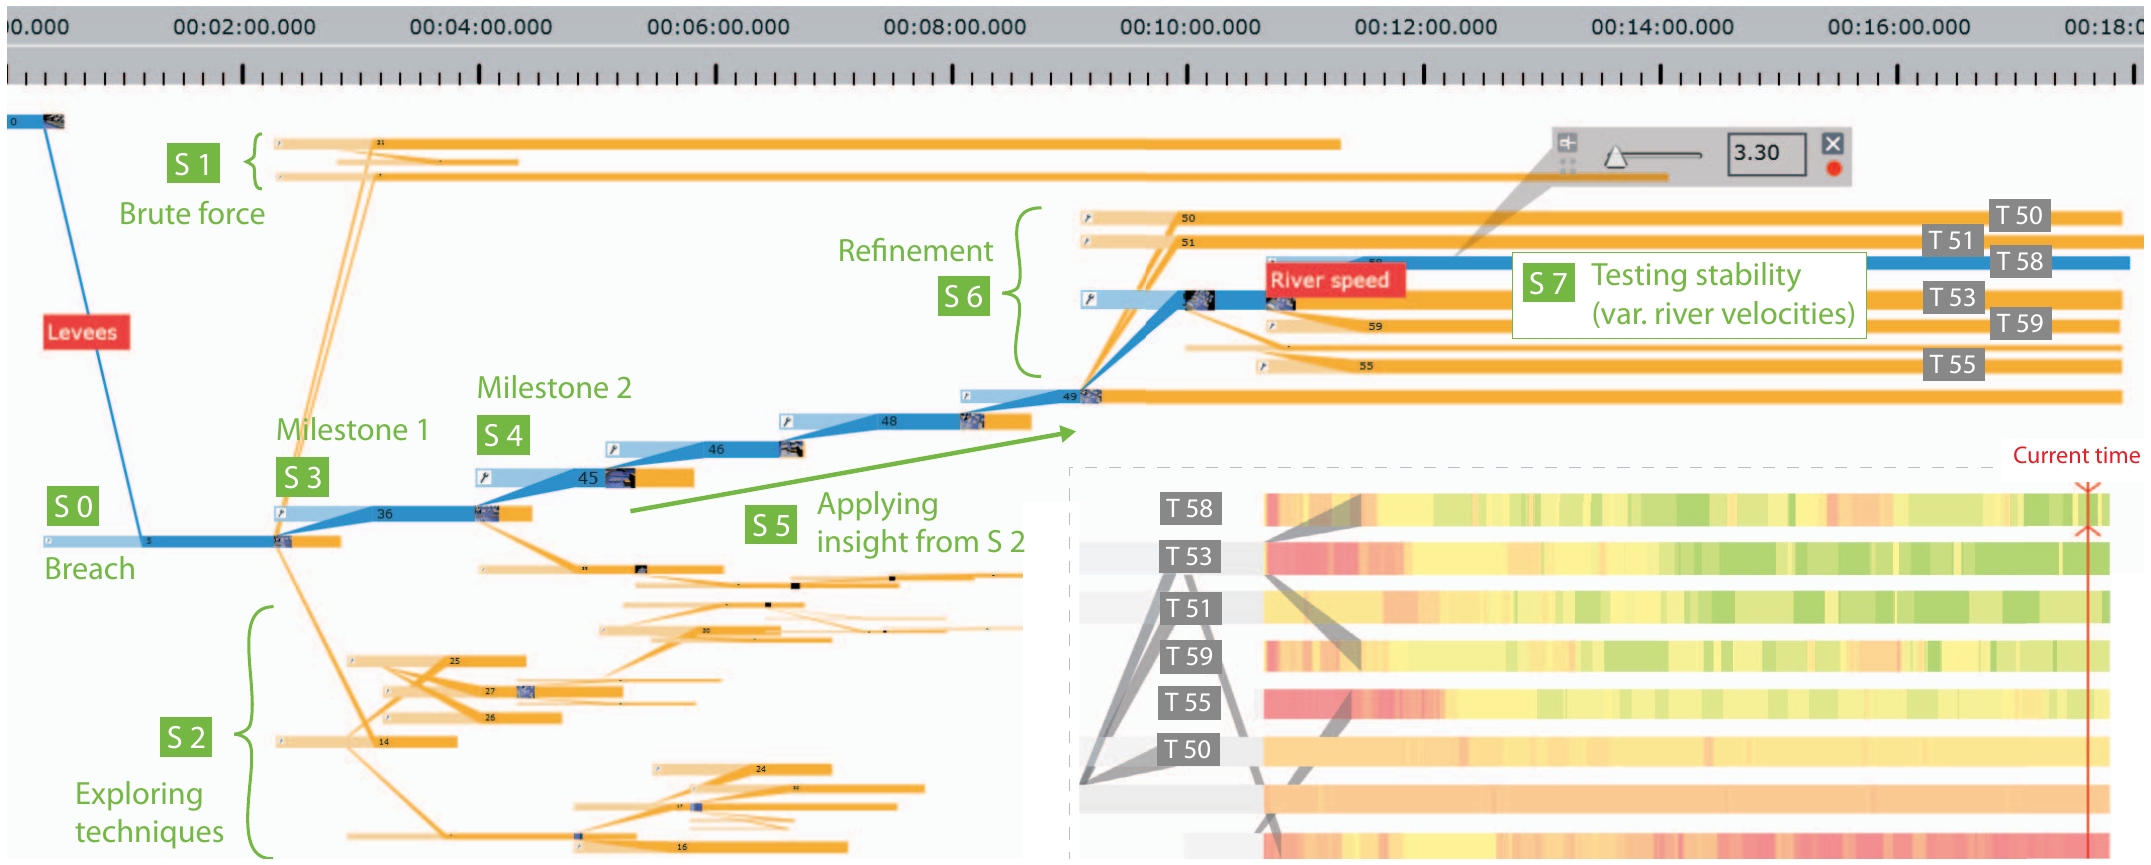 00.000 00:02:00.000 00:04:00.000 00:06:00.000 00:08:00.000 00:10:00.000 00:12:00.000 00:14:00.000 00:16:00.000 00:18:0
0
S 1
Brute force
31
3.30
Refinement
S 6
50
51
T 50
T 51
T 58
River speed
S 7
Testing stability
(var. river velocities)
T 53
59
T 59
55
T 55
Levees
49
Milestone 2
S 4
48
46
45
Milestone 1
S 3
36
S 0
5
Breach
S 5
Applying
insight from S 2
30
25
27
26
14
S 2
Exploring
techniques
24
17
16
Current time
T 58
T 53
T 51
T 59
T 55
T 50